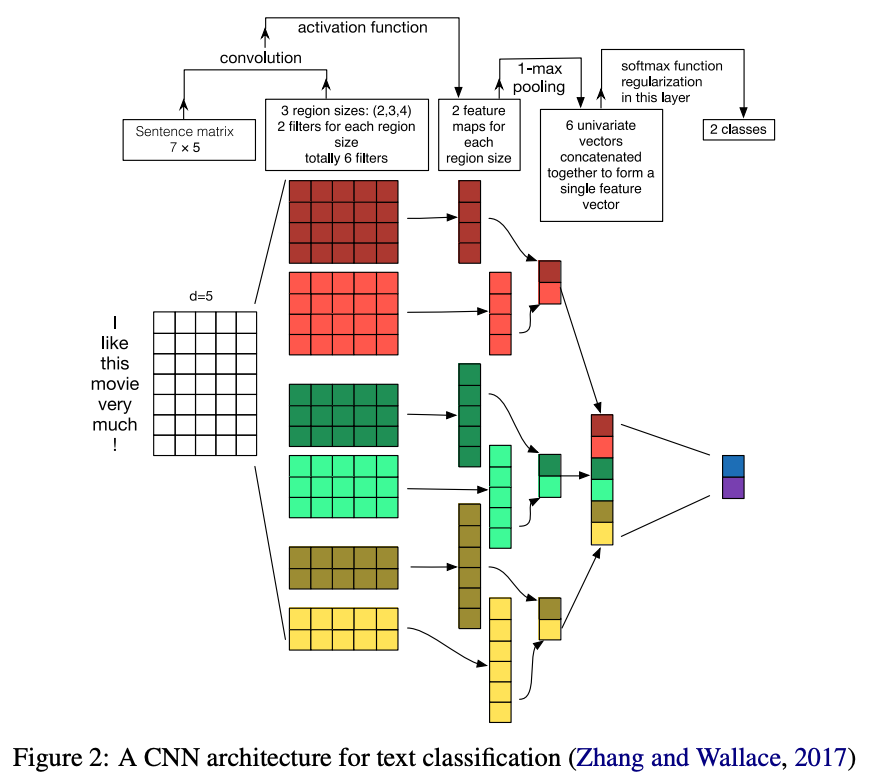 activation function
convolution
1-max
pooling
softmax function
regularization
in this layer
Sentence matrix
7 × 5
3 region sizes: (2,3,4)
2 filters for each region
size
totally 6 filters
2 feature
maps for
each
region size
6 univariate
vectors
concatenated
together to form a
single feature
vector
2 classes
d=5
I
like
this
movie
very
much
!
Figure 2: A CNN architecture for text classification (Zhang and Wallace, 2017)